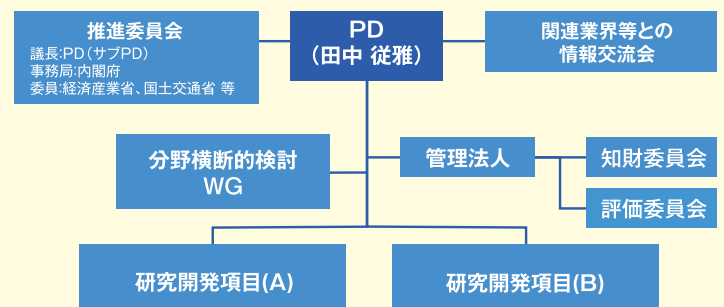 推進委員会
議長:PD(サブPD)
事務局:内閣府
委員:経済産業省、国土交通省 等
PD
(田中 従雅)
関連業界等との
情報交流会
分野横断的検討
WG
管理法人
知財委員会
評価委員会
研究開発項目(A)
研究開発項目(B)